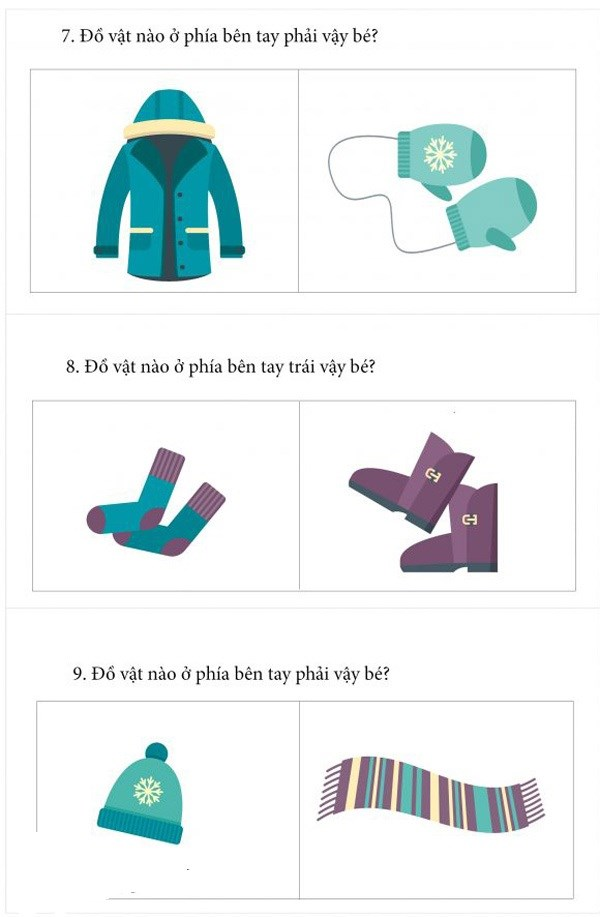 7. Đồ vật nào ở phía bên tay phải vậy bé?
8. Đồ vật nào ở phía bên tay trái vậy bé?
9. Đồ vật nào ở phía bên tay phải vậy bé?